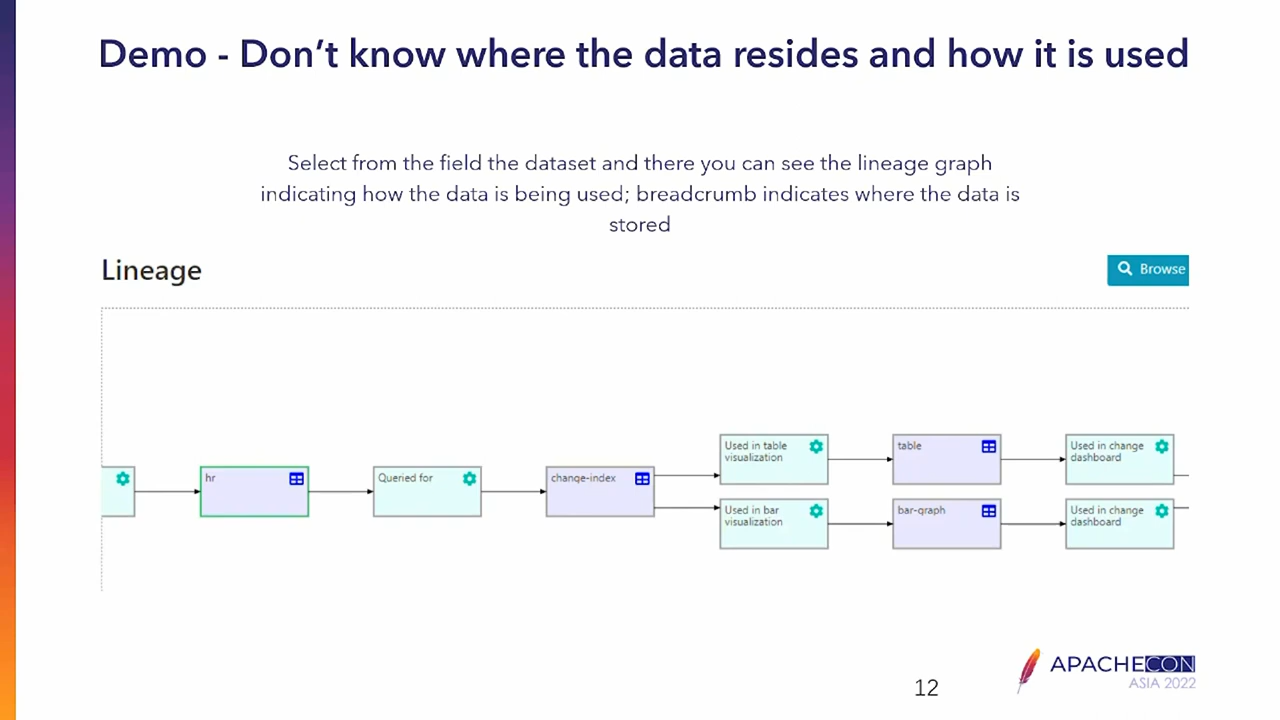 Demo - Don’t know where the data resides and how it is used
Select from the field the dataset and there you can see the lineage graph
indicating how the data is being used; breadcrumb indicates where the data is
stored
Lineage
Browse
hr
Queried for
change-index
Used in table
visualization
table
Used in change
dashboard
Used in bar
visualization
bar-graph
Used in change
dashboard
12
APACHECON
ASIA 2022